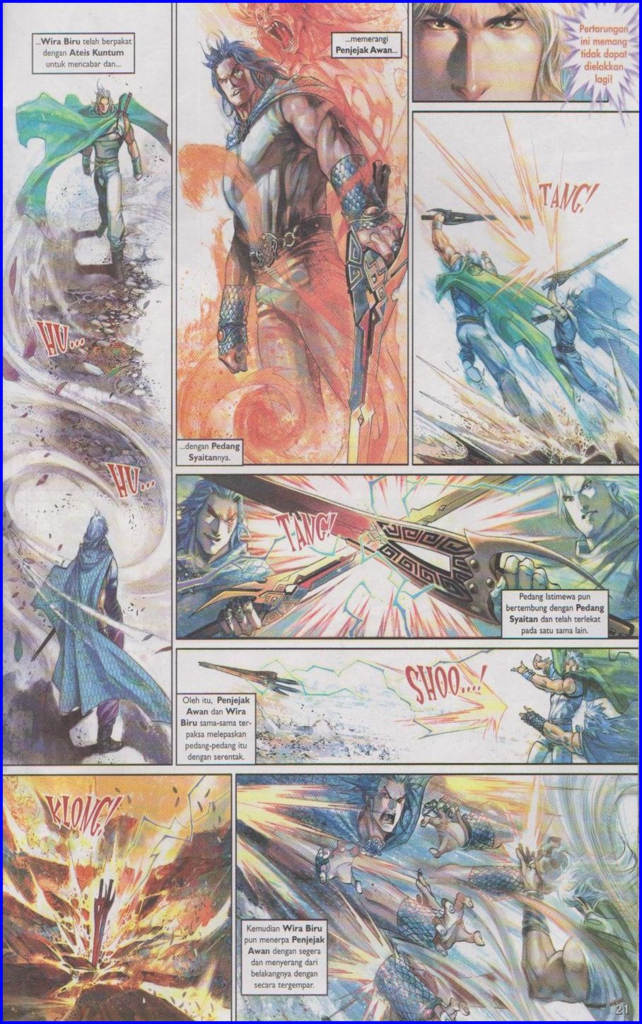 ...Wira Biru telah berpakat
dengan Ateis Kuntum
untuk mencabar dan...
HU...
HU...
...memerangi
Penjejak Awan...
...dengan Pedang
Syaitannya.
Pertarungan
ini memang
tidak dapat
dielakkan
lagi!
TANG!
TANG!
Pedang Istimewa pun
bertembung dengan Pedang
Syaitan dan telah terlekat
pada satu sama lain.
Oleh itu, Penjejak
Awan dan Wira
Biru sama-sama ter-
paksa melepaskan
pedang-pedang itu
dengan serentak.
SHOO....!
KLONG!
Kemudian Wira Biru
pun menerpa Penjejak
Awan dengan segera
dan menyerang dari
belakangnya dengan
secara tergempar.
21